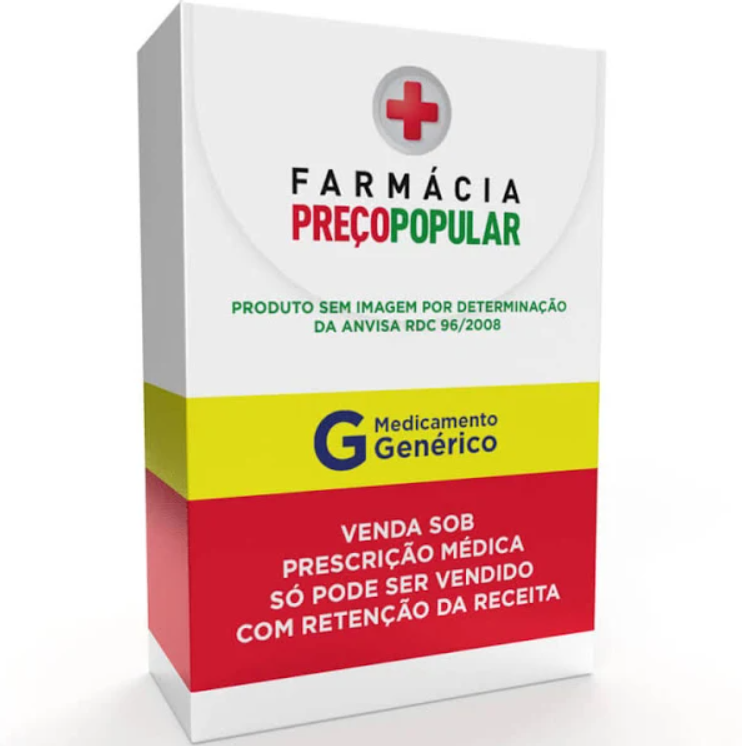 FARMÁCIA
PREÇOPOPULAR
PRODUTO SEM IMAGEM POR DETERMINAÇÃO
DA ANVISA RDC 96/2008
G Medicamento
Genérico
VENDA SOB
PRESCRIÇÃO MÉDICA
SÓ PODE SER VENDIDO
COM RETENÇÃO DA RECEITA